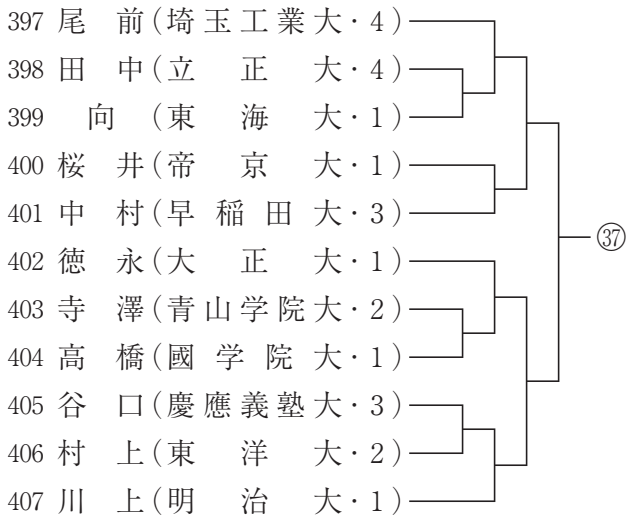 397 尾前(埼玉工業大・4)
398 田中(立正大・4)
399 向(東海大・1)
400 桜井(帝京大・1)
401 中村(早稲田大・3)
㊲
402 徳永(大正大・1)
403 寺澤(青山学院大・2)
404 高橋(國学院大・1)
405 谷口(慶應義塾大・3)
406 村上(東洋大・2)
407 川上(明治大・1)